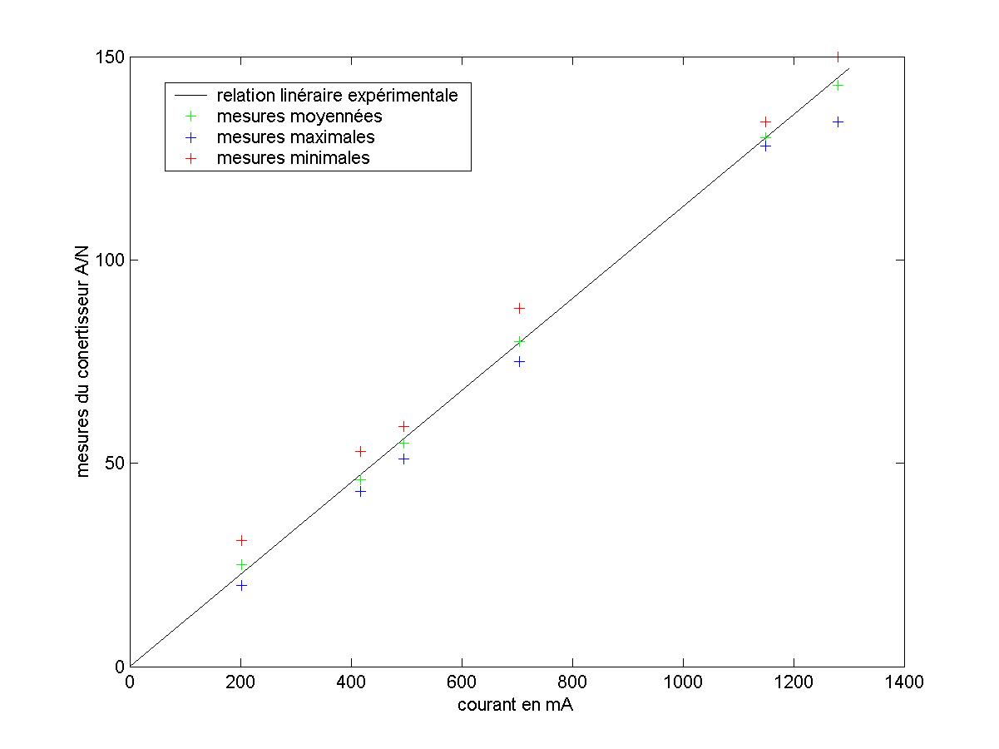 150
relation linéraire expérimentale
mesures moyennées
mesures maximales
mesures minimales
100
mesures du conertisseur A/N
50
0
0 200 400 600 800 1000 1200 1400
courant en mA